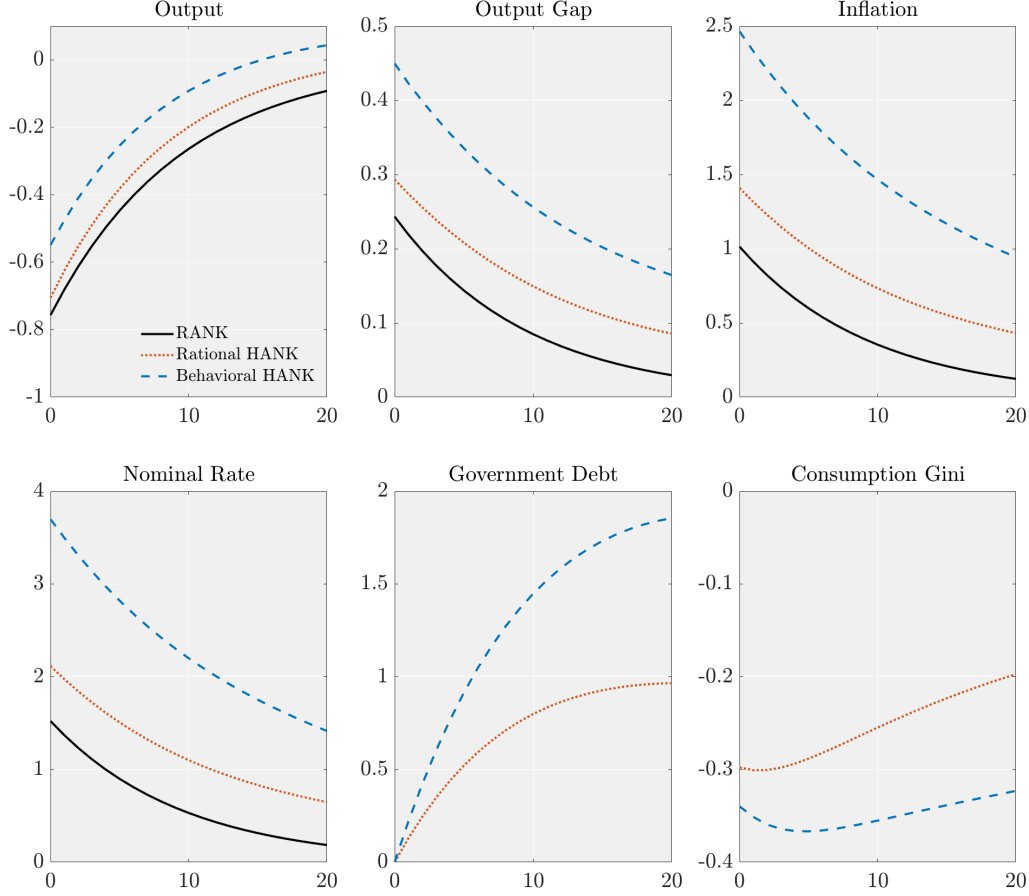 Output
0
-0.2
-0.4
-0.6
-0.8
-1
0 10 20
RANK
Rational HANK
Behavioral HANK
Output Gap
0.5
0.4
0.3
0.2
0.1
0
0 10 20
Inflation
2.5
2
1.5
1
0.5
0
0 10 20
Nominal Rate
4
3
2
1
0
0 10 20
Government Debt
2
1.5
1
0.5
0
0 10 20
Consumption Gini
0
-0.1
-0.2
-0.3
-0.4
0 10 20